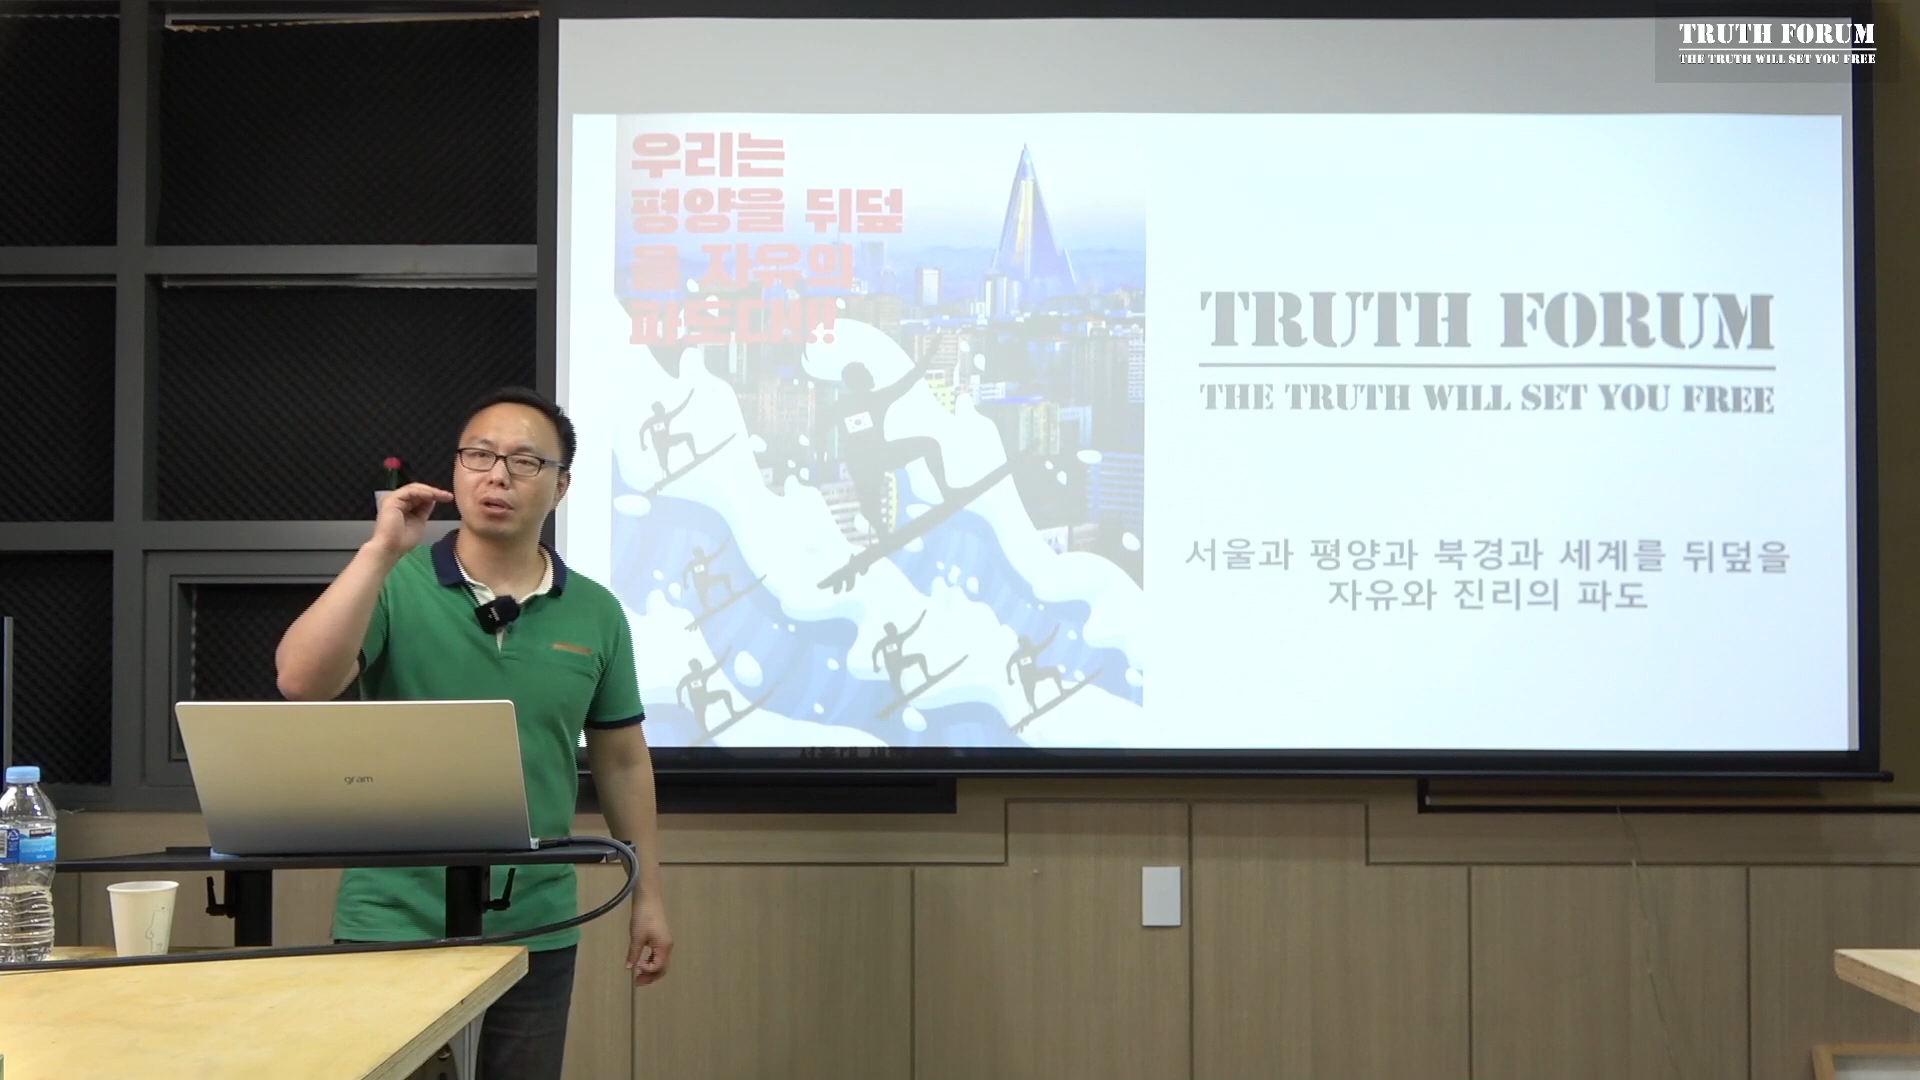 TRUTH FORUM
THE TRUTH WILL SET YOU FREE
우리는
평양을 뒤덮
을 자유의
파도다!!!
TRUTH FORUM
THE TRUTH WILL SET YOU FREE
서울과 평양과 북경과 세계를 뒤덮을
자유와 진리의 파도
gram